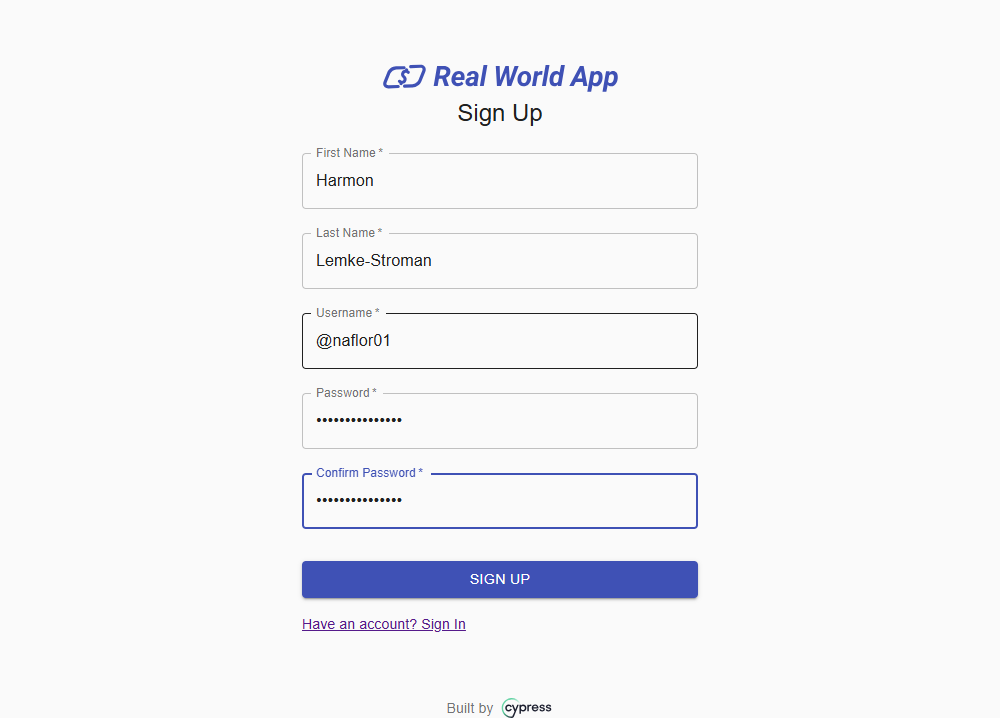 Real World App
Sign Up
First Name *
Harmon
Last Name *
Lemke-Stroman
Username *
@naflor01
Password *
•••••••••••••••
Confirm Password *
•••••••••••••••
SIGN UP
Have an account? Sign In
Built by cypress